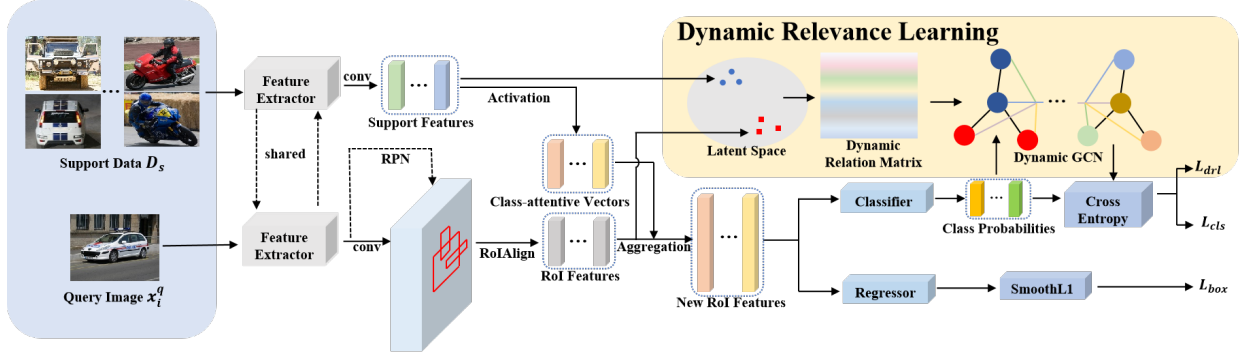 Dynamic Relevance Learning
Feature
Extractor
conv
Support Features
Activation
Latent Space
Dynamic
Relation Matrix
Dynamic GCN
Support Data D_s
shared
RPN
Class-attentive Vectors
Classifier
Class Probabilities
Cross
Entropy
L_drl
L_cls
Feature
Extractor
conv
RoIAlign
RoI Features
Aggregation
New RoI Features
Query Image x_i^q
Regressor
SmoothL1
L_box